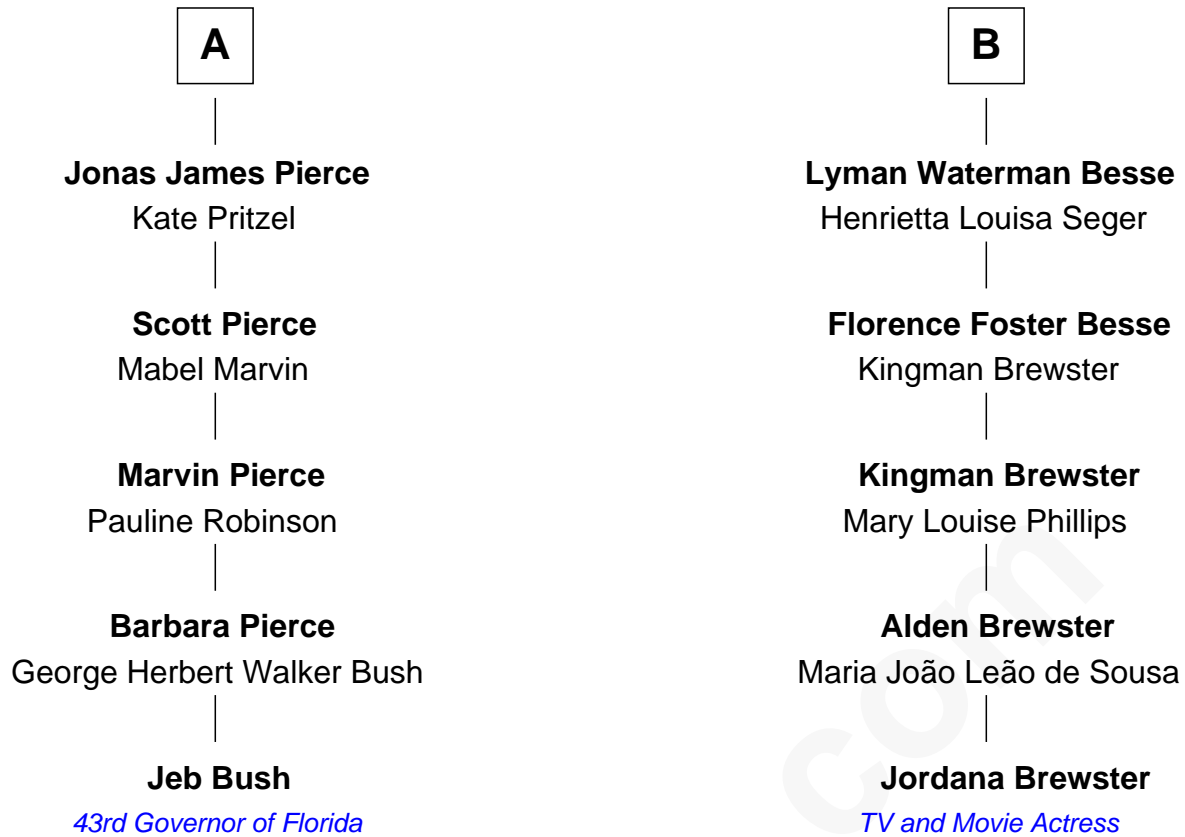 A
Jonas James Pierce
Kate Pritzel
Scott Pierce
Mabel Marvin
Marvin Pierce
Pauline Robinson
Barbara Pierce
George Herbert Walker Bush
Jeb Bush
43rd Governor of Florida
B
Lyman Waterman Besse
Henrietta Louisa Seger
Florence Foster Besse
Kingman Brewster
Kingman Brewster
Mary Louise Phillips
Alden Brewster
Maria João Leão de Sousa
Jordana Brewster
TV and Movie Actress
com